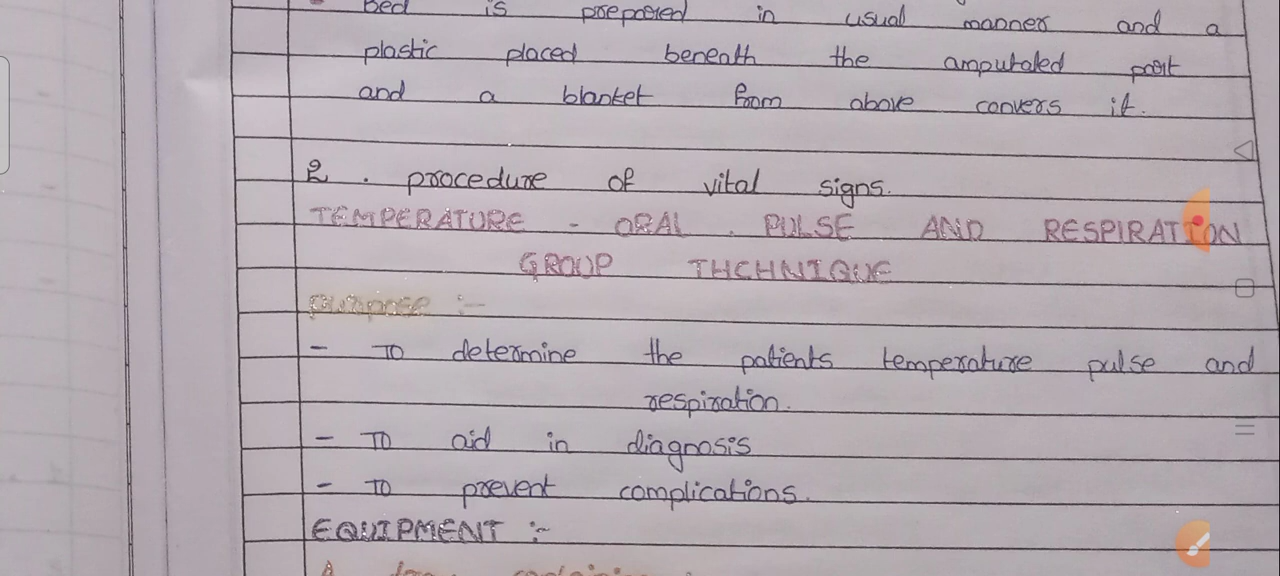 Bed is prepared in usual manner and a
plastic placed beneath the amputated part
and a blanket from above convers it.
2. procedure of vital signs.
TEMPERATURE - ORAL. PULSE AND RESPIRATION
GROUP THCHNIQUE
purpose :-
- TO determine the patients temperature pulse and
respiration.
- TO aid in diagnosis
- TO prevent complications.
EQUIPMENT :-
A